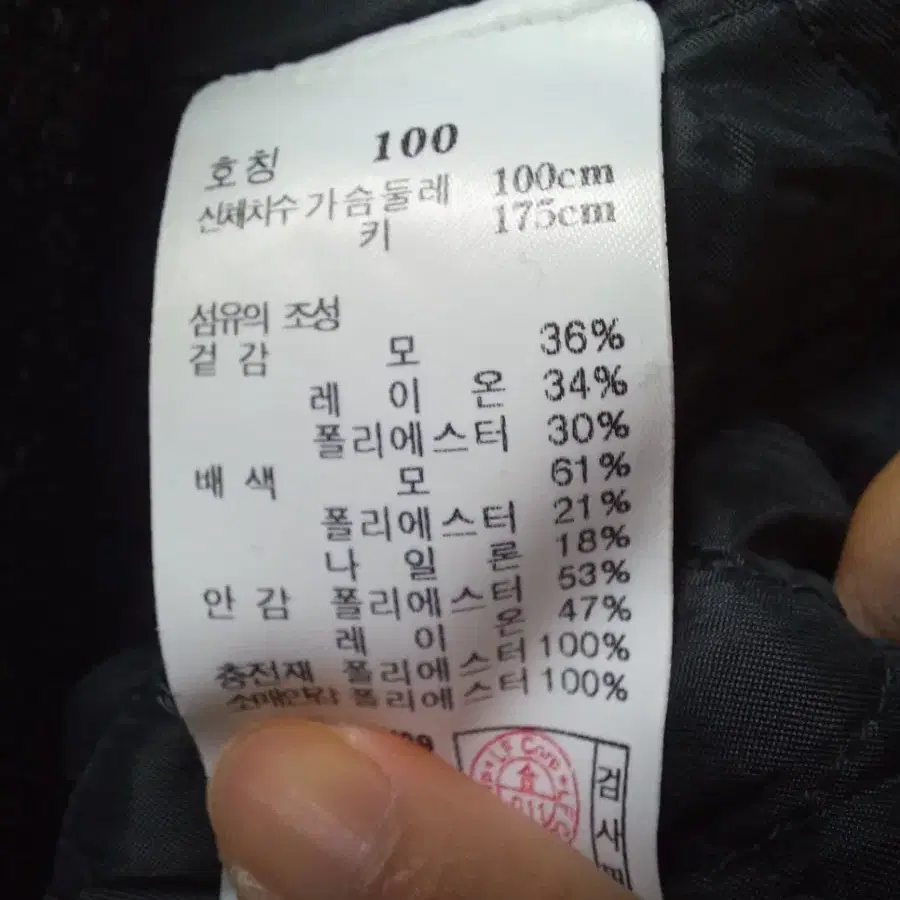 호칭 100
신체치수 가슴둘레 100cm
키 175cm
섬유의 조성
겉감 모 36%
레이온 34%
폴리에스터 30%
배색 모 61%
폴리에스터 21%
나일론 18%
안감 폴리에스터 53%
레이온 47%
충전재 폴리에스터 100%
소매안감 폴리에스터 100%
LF Corp
검사